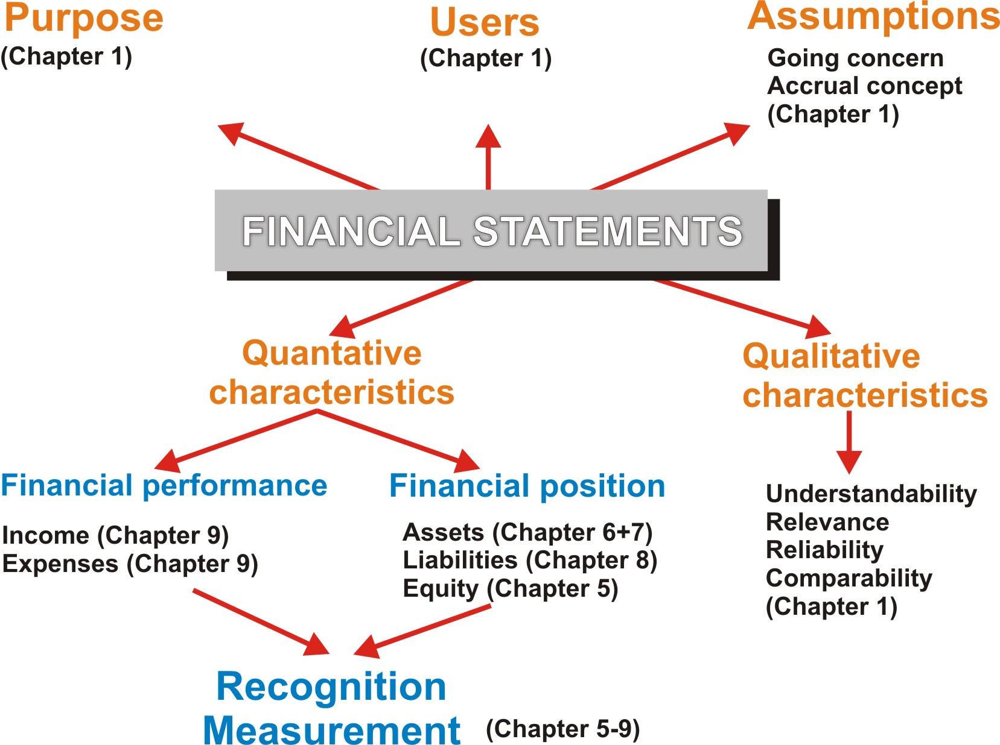 Purpose
(Chapter 1)
Users
(Chapter 1)
Assumptions
Going concern
Accrual concept
(Chapter 1)
FINANCIAL STATEMENTS
Quantative
characteristics
Qualitative
characteristics
Financial performance
Income (Chapter 9)
Expenses (Chapter 9)
Financial position
Assets (Chapter 6+7)
Liabilities (Chapter 8)
Equity (Chapter 5)
Understandability
Relevance
Reliability
Comparability
(Chapter 1)
Recognition
Measurement (Chapter 5-9)